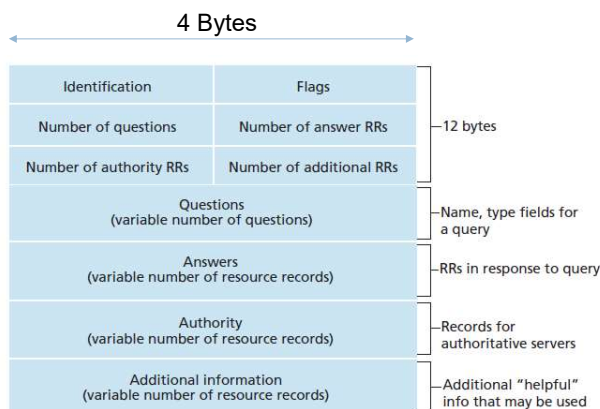 4 Bytes
Identification
Flags
Number of questions
Number of answer RRs
12 bytes
Number of authority RRs
Number of additional RRs
Questions
(variable number of questions)
Name, type fields for
a query
Answers
(variable number of resource records)
RRs in response to query
Authority
(variable number of resource records)
Records for
authoritative servers
Additional information
(variable number of resource records)
Additional “helpful”
info that may be used